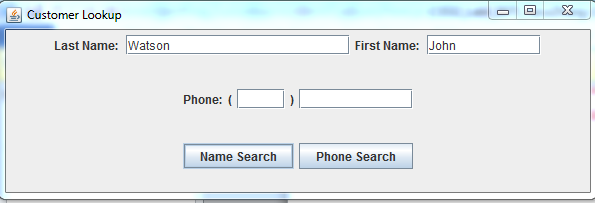 Customer Lookup
Last Name: Watson First Name: John
Phone: ( )
Name Search Phone Search